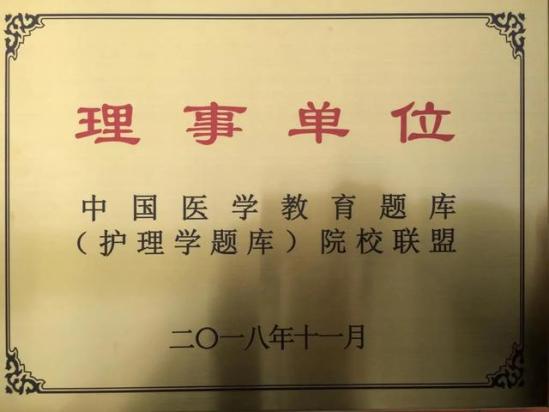 理事单位
中国医学教育题库
（护理学题库）院校联盟
二〇一八年十一月